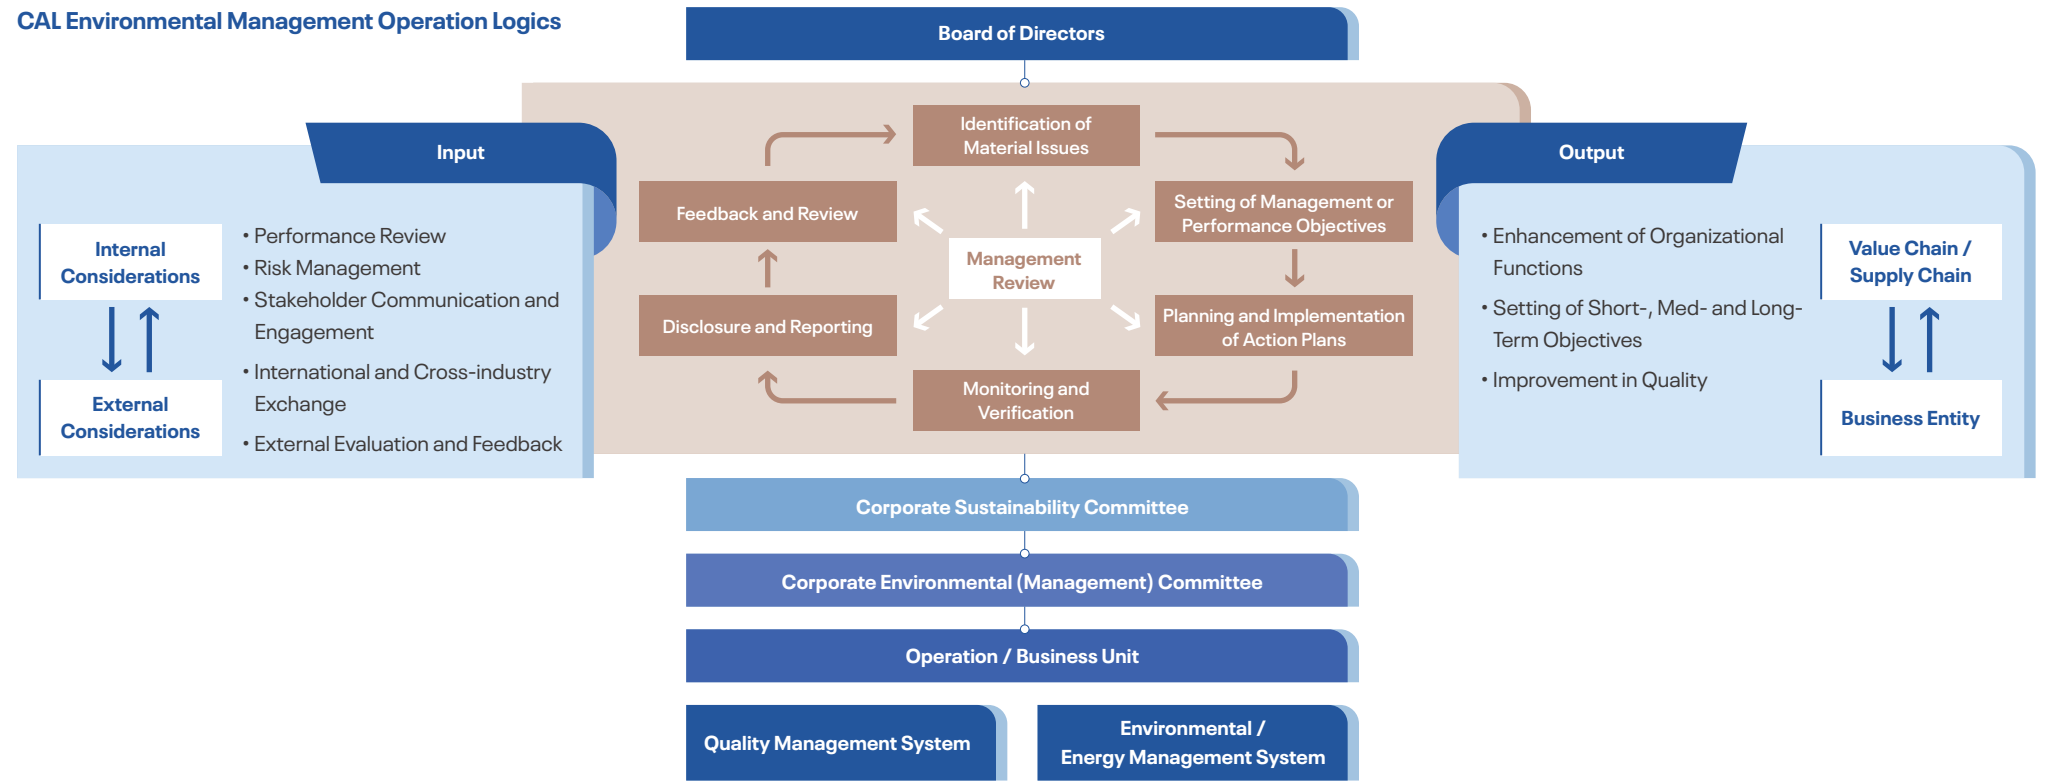 CAL Environmental Management Operation Logics
Board of Directors
Input
Internal
Considerations
External
Considerations
• Performance Review
• Risk Management
• Stakeholder Communication and
Engagement
• International and Cross-industry
Exchange
• External Evaluation and Feedback
Identification of
Material Issues
Setting of Management or
Performance Objectives
Planning and Implementation
of Action Plans
Monitoring and
Verification
Disclosure and Reporting
Feedback and Review
Management
Review
Output
• Enhancement of Organizational
Functions
• Setting of Short-, Med- and Long-
Term Objectives
• Improvement in Quality
Value Chain /
Supply Chain
Business Entity
Corporate Sustainability Committee
Corporate Environmental (Management) Committee
Operation / Business Unit
Quality Management System
Environmental /
Energy Management System